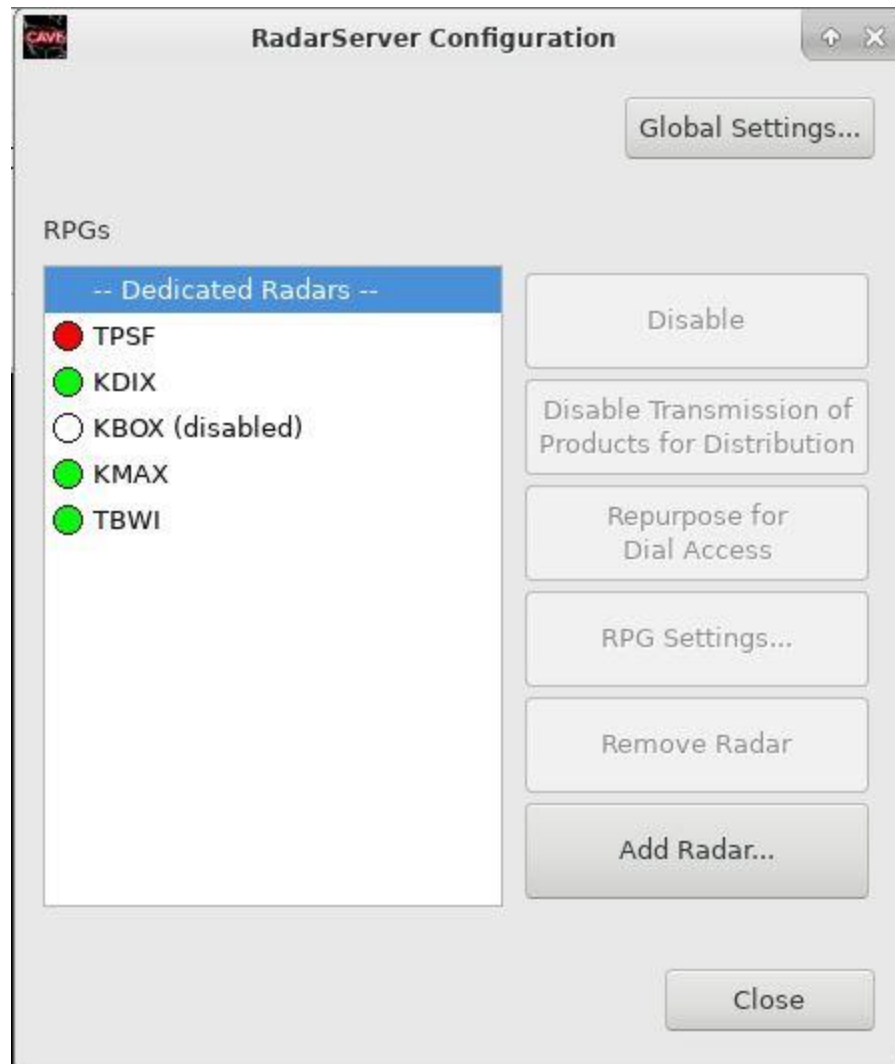 CAVE
RadarServer Configuration
Global Settings...
RPGs
-- Dedicated Radars --
TPSF
KDIX
KBOX (disabled)
KMAX
TBWI
Disable
Disable Transmission of
Products for Distribution
Repurpose for
Dial Access
RPG Settings...
Remove Radar
Add Radar...
Close